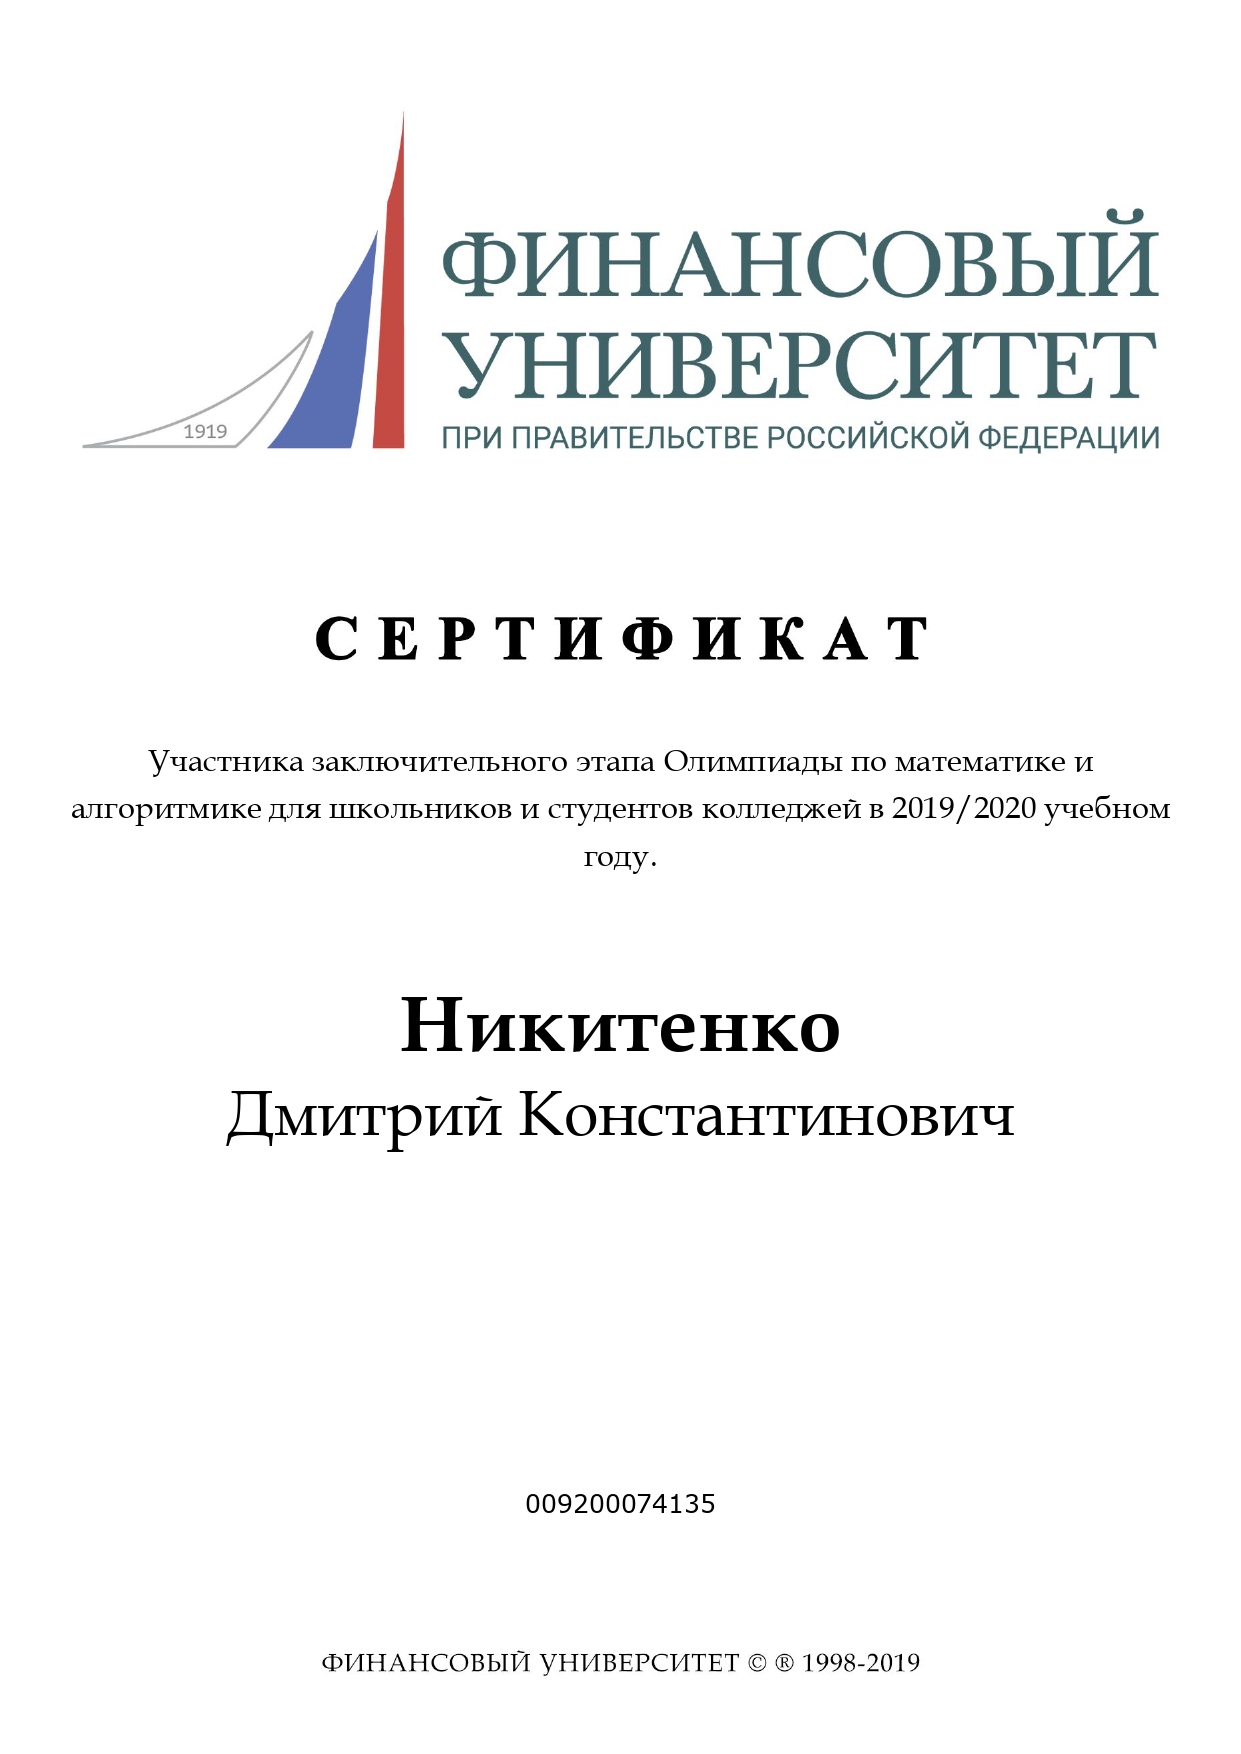 1919
ФИНАНСОВЫЙ
УНИВЕРСИТЕТ
ПРИ ПРАВИТЕЛЬСТВЕ РОССИЙСКОЙ ФЕДЕРАЦИИ
СЕРТИФИКАТ
Участника заключительного этапа Олимпиады по математике и
алгоритмике для школьников и студентов колледжей в 2019/2020 учебном
году.
Никитенко
Дмитрий Константинович
009200074135
ФИНАНСОВЫЙ УНИВЕРСИТЕТ © ® 1998-2019